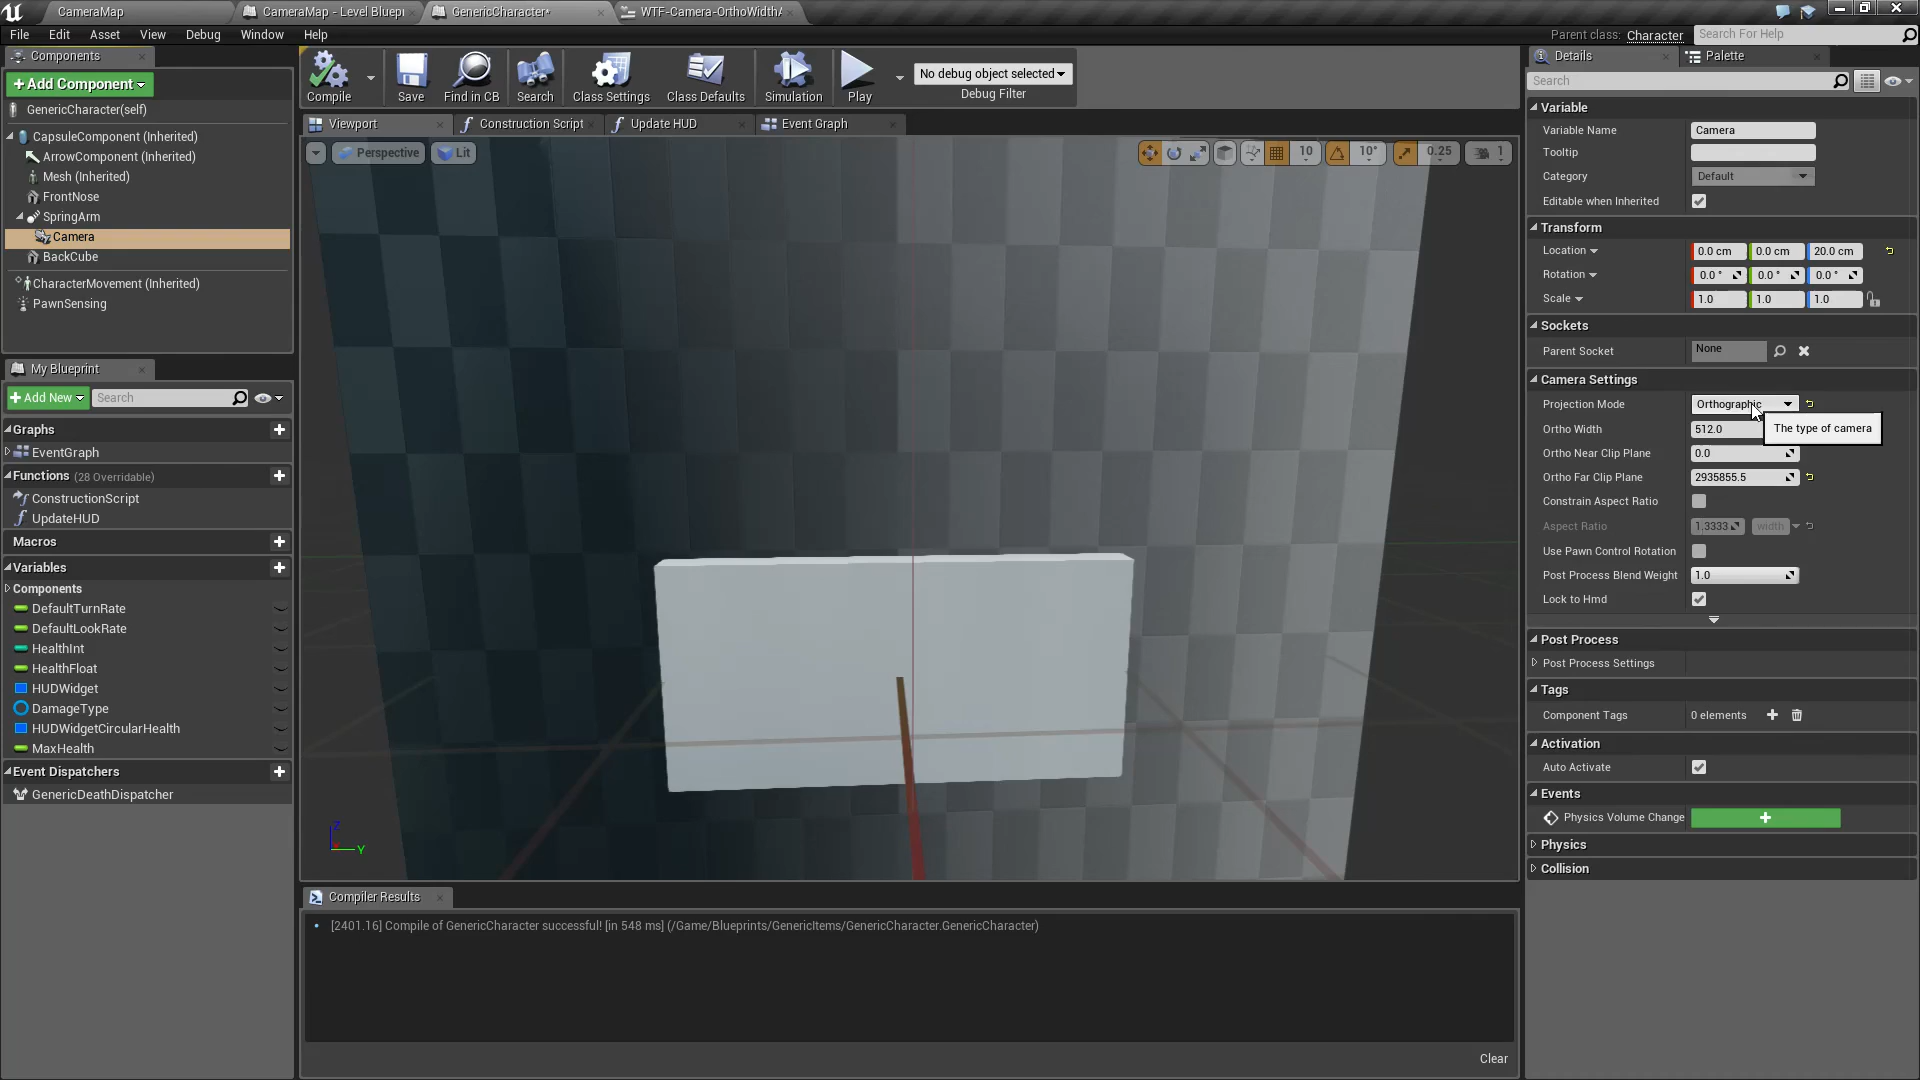 CameraMap
CameraMap - Level Bluepr
GenericCharacter*
WTF-Camera-OrthoWidth
File Edit Asset View Debug Window Help
Parent class: Character
Search For Help
Components
+ Add Component
GenericCharacter(self)
CapsuleComponent (Inherited)
ArrowComponent (Inherited)
Mesh (Inherited)
FrontNose
SpringArm
Camera
BackCube
CharacterMovement (Inherited)
PawnSensing
My Blueprint
+ Add New
Search
Graphs
EventGraph
Functions (28 Overridable)
ConstructionScript
UpdateHUD
Macros
Variables
Components
DefaultTurnRate
DefaultLookRate
HealthInt
HealthFloat
HUDWidget
DamageType
HUDWidgetCircularHealth
MaxHealth
Event Dispatchers
GenericDeathDispatcher
Compile Save Find in CB Search Class Settings Class Defaults Simulation Play
No debug object selected
Debug Filter
Viewport
Construction Script
Update HUD
Event Graph
Perspective Lit
10 10° 0.25 1
Z
Y
Compiler Results
[2401.16] Compile of GenericCharacter successful! [in 548 ms] (/Game/Blueprints/GenericItems/GenericCharacter.GenericCharacter)
Clear
Details
Palette
Search
Variable
Variable Name Camera
Tooltip
Category Default
Editable when Inherited
Transform
Location 0.0 cm 0.0 cm 20.0 cm
Rotation 0.0 ° 0.0 ° 0.0 °
Scale 1.0 1.0 1.0
Sockets
Parent Socket None
Camera Settings
Projection Mode Orthographic
The type of camera
Ortho Width 512.0
Ortho Near Clip Plane 0.0
Ortho Far Clip Plane 2935855.5
Constrain Aspect Ratio
Aspect Ratio 1.3333 width
Use Pawn Control Rotation
Post Process Blend Weight 1.0
Lock to Hmd
Post Process
Post Process Settings
Tags
Component Tags 0 elements
Activation
Auto Activate
Events
Physics Volume Change
Physics
Collision